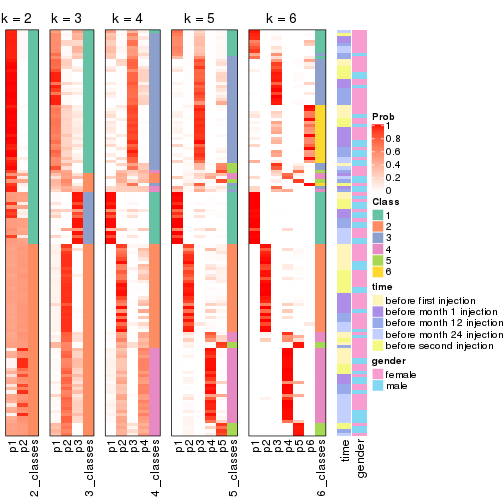 k = 2
k = 3
k = 4
k = 5
k = 6
p1
p2
2_classes
p1
p2
p3
3_classes
p1
p2
p3
p4
4_classes
p1
p2
p3
p4
p5
5_classes
p1
p2
p3
p4
p5
p6
6_classes
time
gender
Prob
1
0.8
0.6
0.4
0.2
0
Class
1
2
3
4
5
6
time
before first injection
before month 1 injection
before month 12 injection
before month 24 injection
before second injection
gender
female
male